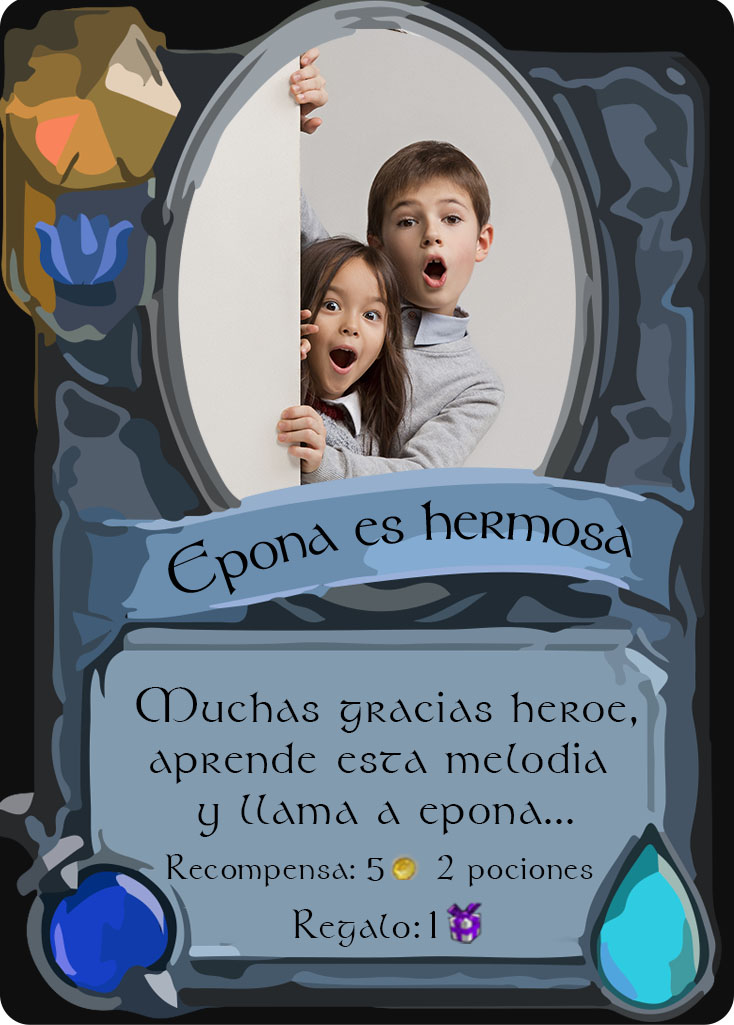 Epona es hermosa
Muchas gracias heroe,
aprende esta melodia
y llama a epona...
Recompensa: 5 2 pociones
Regalo: 1